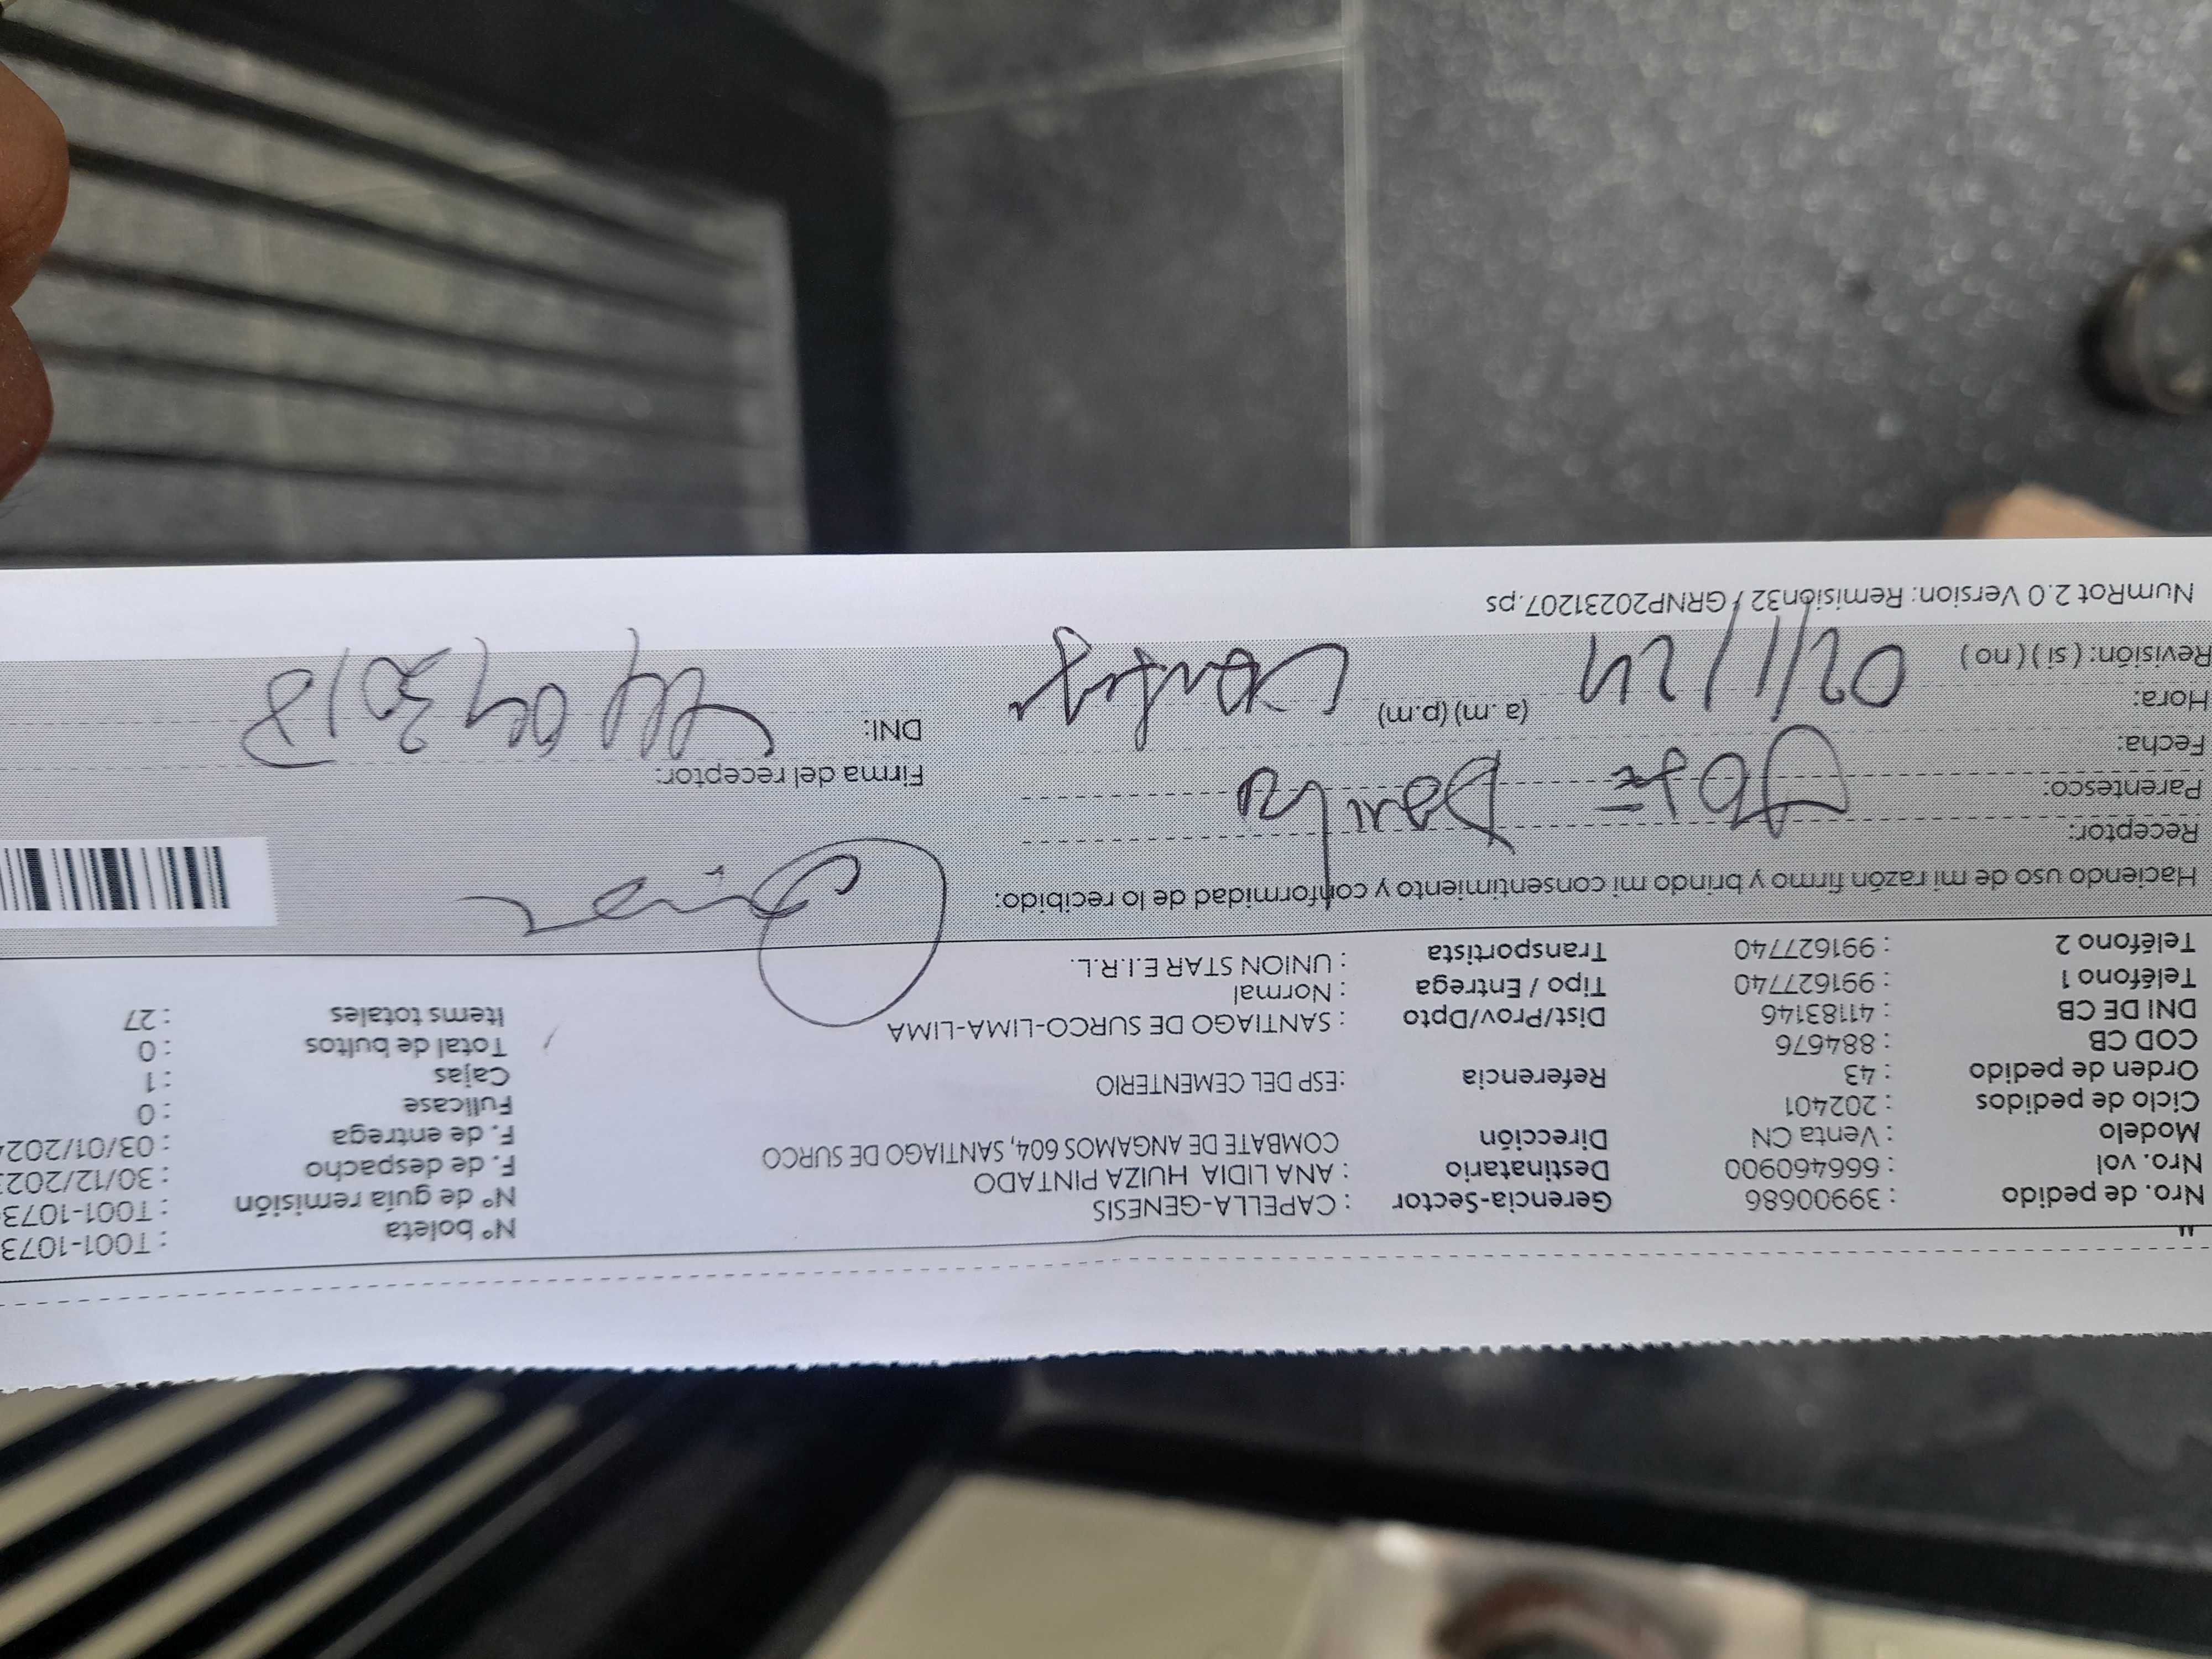 Nro. de pedido : 39900686 Gerencia-Sector : CAPELLA-GENESIS Nº boleta : T001-1073
Nro. vol : 666460900 Destinatario : ANA LIDIA HUIZA PINTADO Nº de guía remisión : T001-1073
Modelo : Venta CN Dirección COMBATE DE ANGAMOS 604, SANTIAGO DE SURCO F. de despacho : 30/12/202
Ciclo de pedidos : 202401 F. de entrega : 03/01/202
Orden de pedido : 43 Referencia :ESP DEL CEMENTERIO Fullcase : 0
COD CB : 884676 Cajas : 1
DNI DE CB : 41183146 Dist/Prov/Dpto : SANTIAGO DE SURCO-LIMA-LIMA Total de bultos : 0
Teléfono 1 : 991627740 Tipo / Entrega : Normal Items totales : 27
Teléfono 2 : 991627740 Transportista : UNION STAR E.I.R.L.
Haciendo uso de mi razón firmo y brindo mi consentimiento y conformidad de lo recibido:
Receptor: Jose
Parentesco: Firma del receptor:
Fecha: 02/1/24
Hora: (a.m) (p.m) DNI:
Revisión: ( si ) ( no )
NumRot 2.0 Version: Remisión32 / GRNP20231207.ps